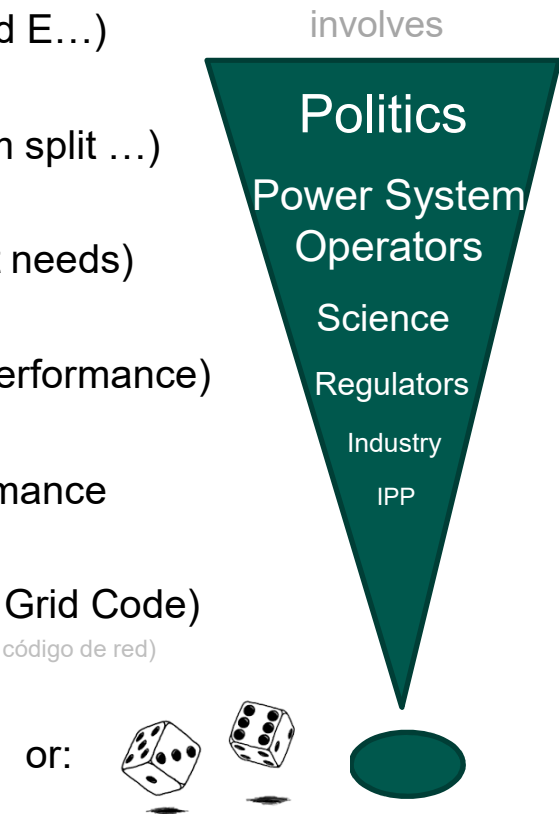 d E…)
involves
Politics
n split …)
Power System
Operators
needs)
Science
erformance)
Regulators
Industry
mance
IPP
Grid Code)
código de red)
or: